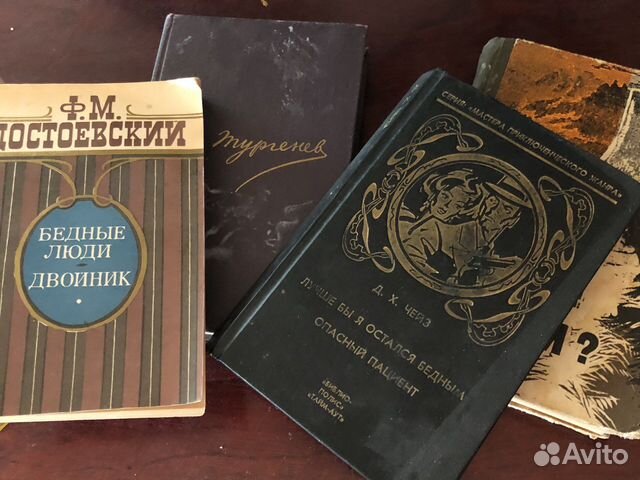 Ф.М.
ДОСТОЕВСКИЙ
БЕДНЫЕ
ЛЮДИ
ДВОЙНИК
Тургенев
СЕРИЯ «МАСТЕРА ПРИКЛЮЧЕНЧЕСКОГО ЖАНРА»
Д. Х. ЧЕЙЗ
ЛУЧШЕ БЫ Я ОСТАЛСЯ БЕДНЫМ
ОПАСНЫЙ ПАЦИЕНТ
«БИБЛИО-
ПОЛИС»
«ТАЙМ-АУТ»
?
Avito